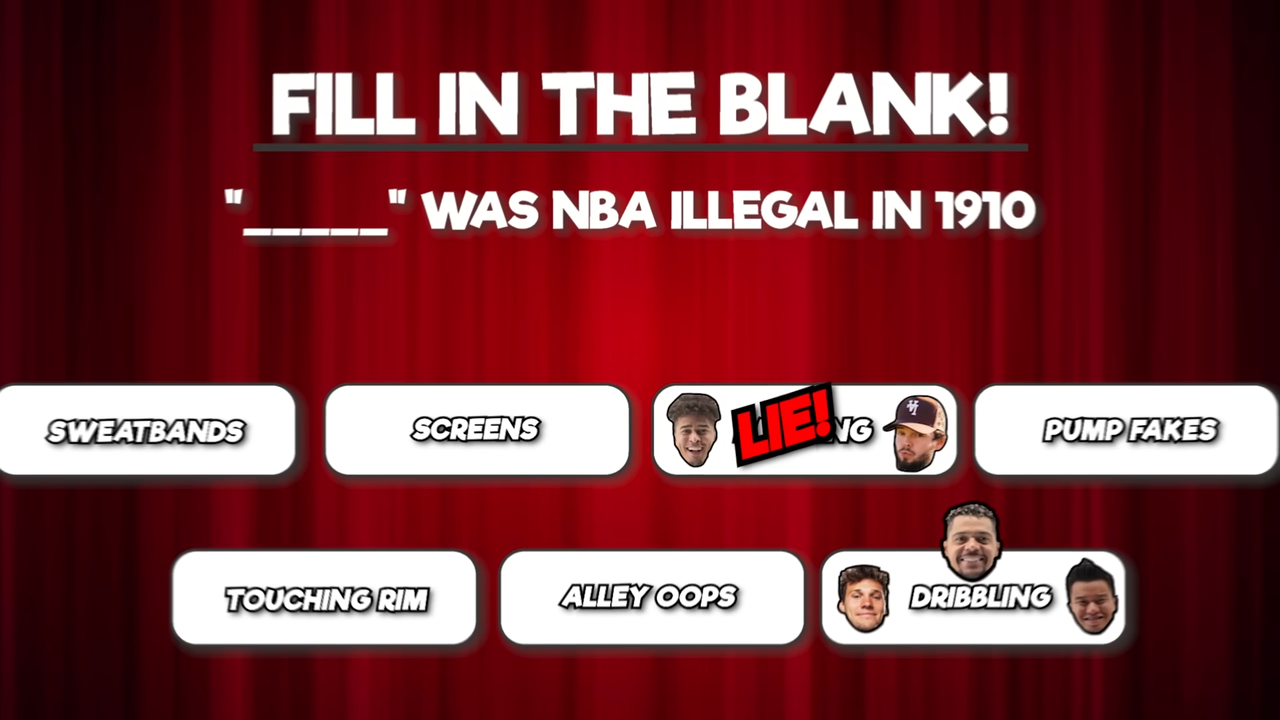 FILL IN THE BLANK!
"_____" WAS NBA ILLEGAL IN 1910
SWEATBANDS
SCREENS
LIE!
NG
PUMP FAKES
TOUCHING RIM
ALLEY OOPS
DRIBBLING